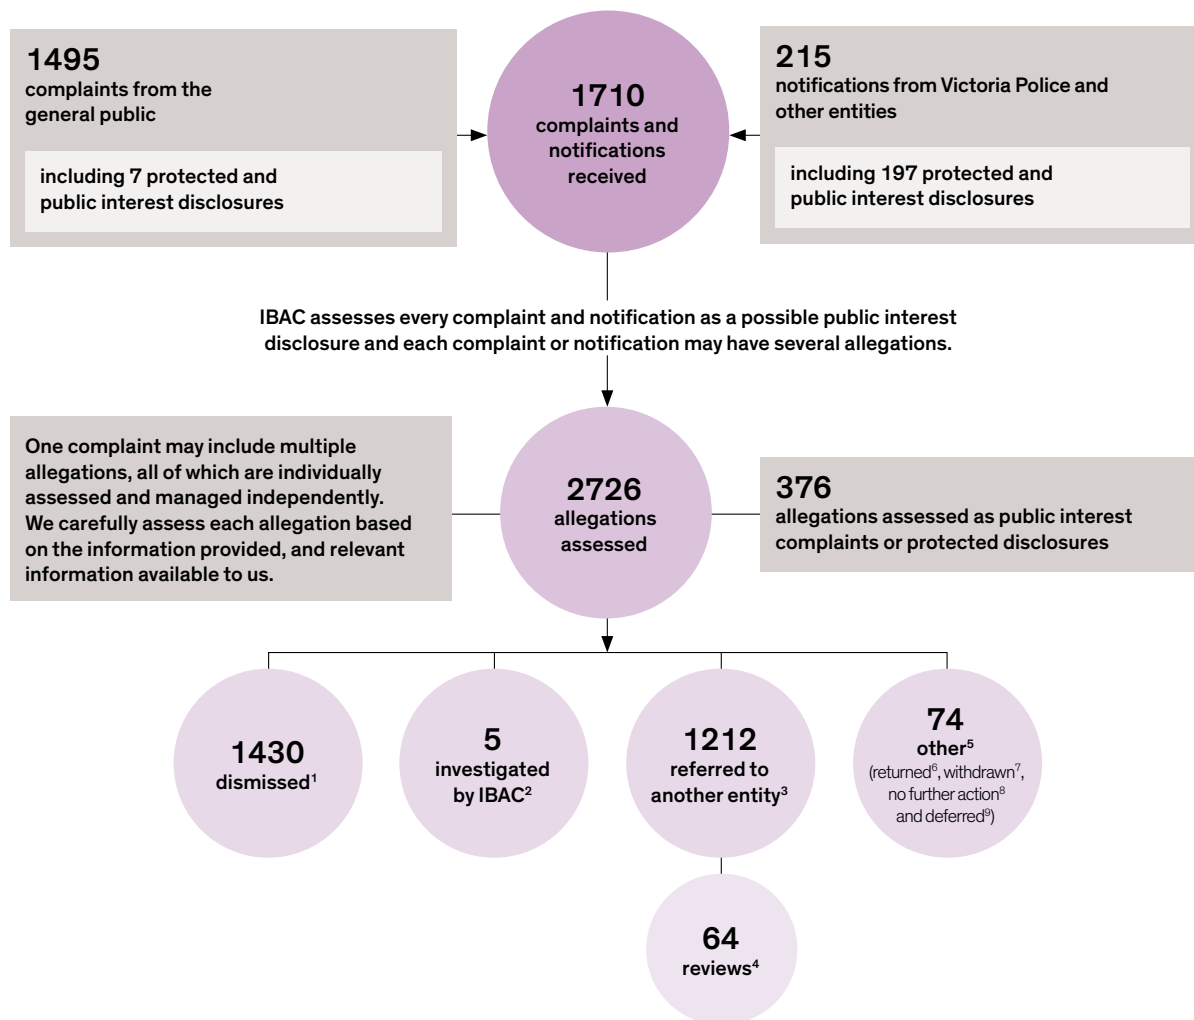 1495
complaints from the
general public
including 7 protected and
public interest disclosures
1710
complaints and
notifications
received
215
notifications from Victoria Police and
other entities
including 197 protected and
public interest disclosures
IBAC assesses every complaint and notification as a possible public interest
disclosure and each complaint or notification may have several allegations.
One complaint may include multiple
allegations, all of which are individually
assessed and managed independently.
We carefully assess each allegation based
on the information provided, and relevant
information available to us.
2726
allegations
assessed
376
allegations assessed as public interest
complaints or protected disclosures
1430
dismissed¹
5
investigated
by IBAC²
1212
referred to
another entity³
74
other⁵
(returned⁶, withdrawn⁷,
no further action⁸
and deferred⁹)
64
reviews⁴